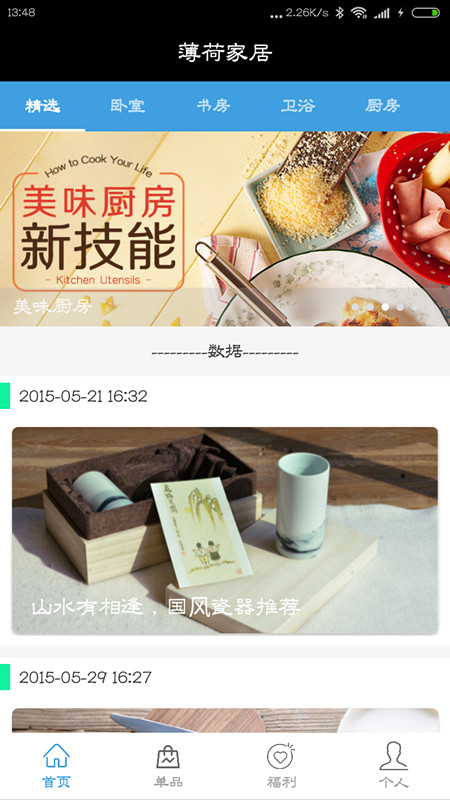 13:48
... 2.26K/s
薄荷家居
精选 卧室 书房 卫浴 厨房
How to Cook Your Life
美味厨房
新技能
- Kitchen Utensils -
美味厨房
---------数据---------
2015-05-21 16:32
山水有相逢，国风瓷器推荐
2015-05-29 16:27
首页 单品 福利 个人